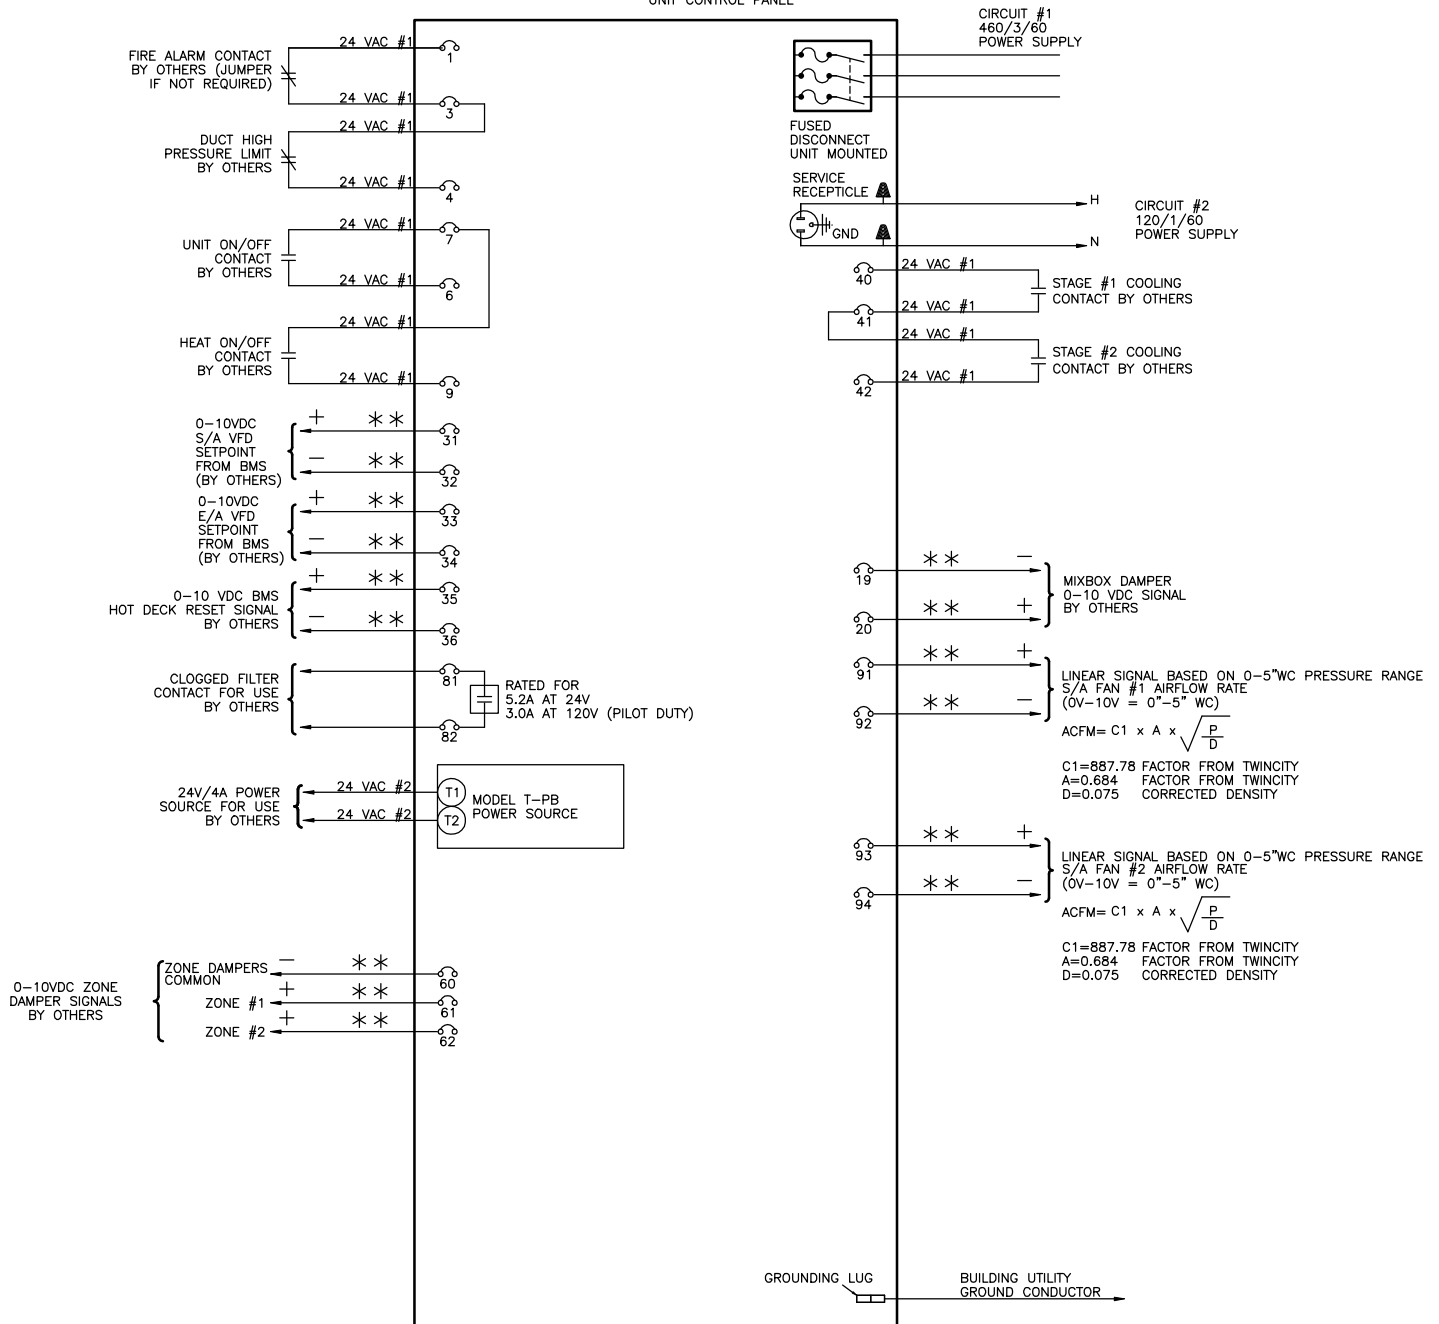 UNIT CONTROL PANEL
24 VAC #1
1
FIRE ALARM CONTACT
BY OTHERS (JUMPER
IF NOT REQUIRED)
24 VAC #1
3
24 VAC #1
DUCT HIGH
PRESSURE LIMIT
BY OTHERS
24 VAC #1
4
24 VAC #1
7
UNIT ON/OFF
CONTACT
BY OTHERS
24 VAC #1
6
24 VAC #1
HEAT ON/OFF
CONTACT
BY OTHERS
24 VAC #1
9
0-10VDC
S/A VFD
SETPOINT
FROM BMS
(BY OTHERS)
+ **
31
- **
32
0-10VDC
E/A VFD
SETPOINT
FROM BMS
(BY OTHERS)
+ **
33
- **
34
0-10 VDC BMS
HOT DECK RESET SIGNAL
BY OTHERS
+ **
35
- **
36
CLOGGED FILTER
CONTACT FOR USE
BY OTHERS
81
82
RATED FOR
5.2A AT 24V
3.0A AT 120V (PILOT DUTY)
24V/4A POWER
SOURCE FOR USE
BY OTHERS
24 VAC #2
24 VAC #2
T1
T2
MODEL T-PB
POWER SOURCE
0-10VDC ZONE
DAMPER SIGNALS
BY OTHERS
ZONE DAMPERS
COMMON
- **
60
ZONE #1
+ **
61
ZONE #2
+ **
62
CIRCUIT #1
460/3/60
POWER SUPPLY
FUSED
DISCONNECT
UNIT MOUNTED
SERVICE
RECEPTICLE
GND
H
N
CIRCUIT #2
120/1/60
POWER SUPPLY
40
24 VAC #1
STAGE #1 COOLING
CONTACT BY OTHERS
41
24 VAC #1
24 VAC #1
STAGE #2 COOLING
CONTACT BY OTHERS
42
24 VAC #1
19
** -
20
** +
MIXBOX DAMPER
0-10 VDC SIGNAL
BY OTHERS
91
** +
92
** -
LINEAR SIGNAL BASED ON 0-5"WC PRESSURE RANGE
S/A FAN #1 AIRFLOW RATE
(0V-10V = 0"-5" WC)
ACFM= C1 x A x √P/D
C1=887.78 FACTOR FROM TWINCITY
A=0.684 FACTOR FROM TWINCITY
D=0.075 CORRECTED DENSITY
93
** +
94
** -
LINEAR SIGNAL BASED ON 0-5"WC PRESSURE RANGE
S/A FAN #2 AIRFLOW RATE
(0V-10V = 0"-5" WC)
ACFM= C1 x A x √P/D
C1=887.78 FACTOR FROM TWINCITY
A=0.684 FACTOR FROM TWINCITY
D=0.075 CORRECTED DENSITY
GROUNDING LUG
BUILDING UTILITY
GROUND CONDUCTOR